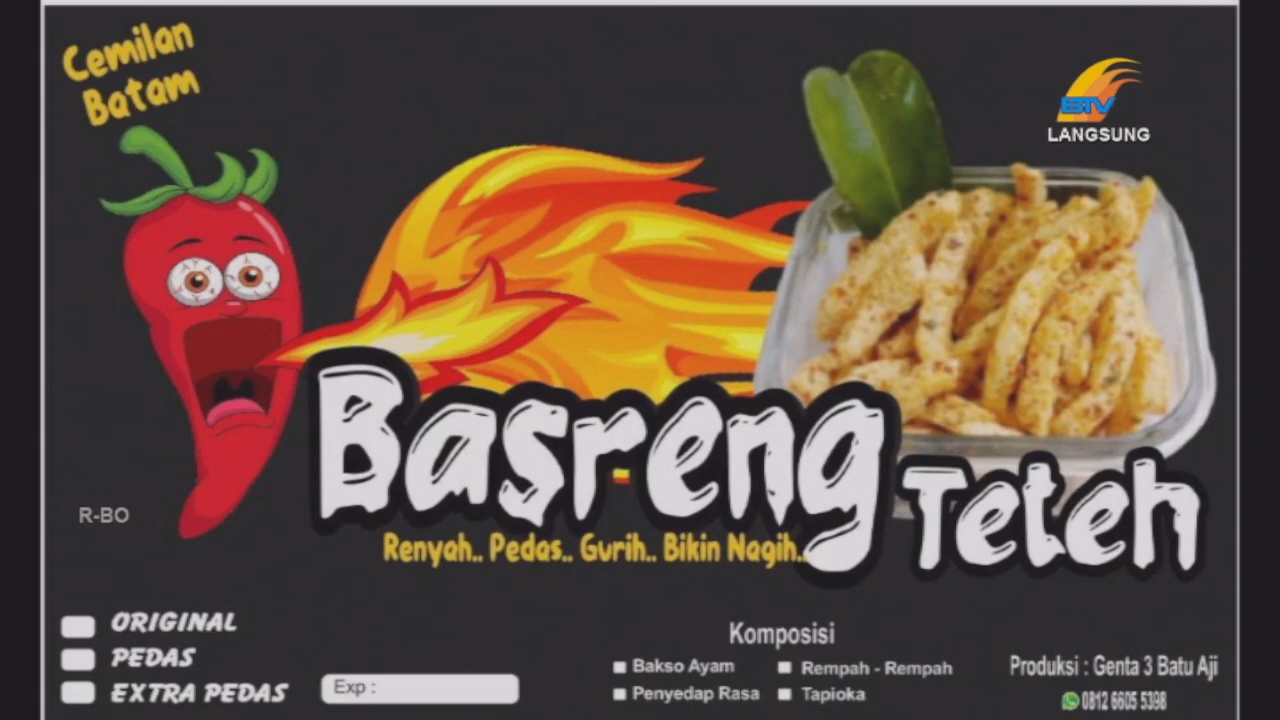 Cemilan
Batam
BTV
LANGSUNG
Basreng
Teteh
R-BO
Renyah.. Pedas.. Gurih.. Bikin Nagih..
ORIGINAL
PEDAS
EXTRA PEDAS
Exp :
Komposisi
Bakso Ayam
Rempah - Rempah
Penyedap Rasa
Tapioka
Produksi : Genta 3 Batu Aji
0812 6605 5398